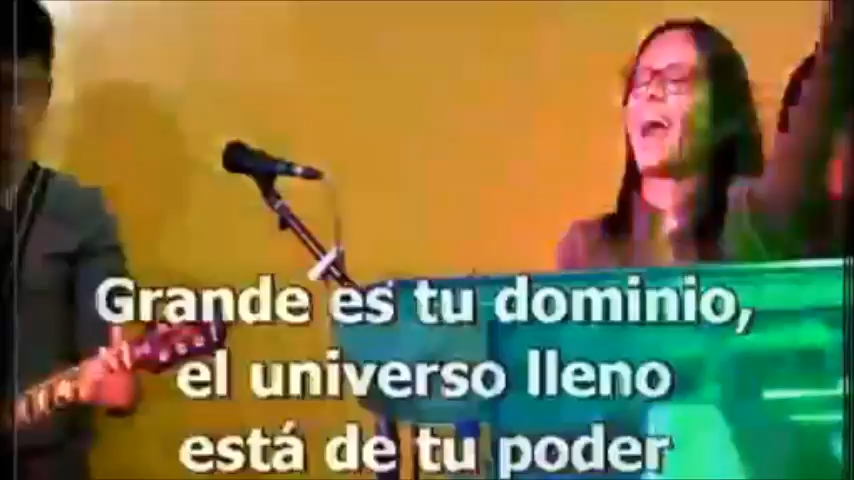 Grande es tu dominio,
el universo lleno
está de tu poder